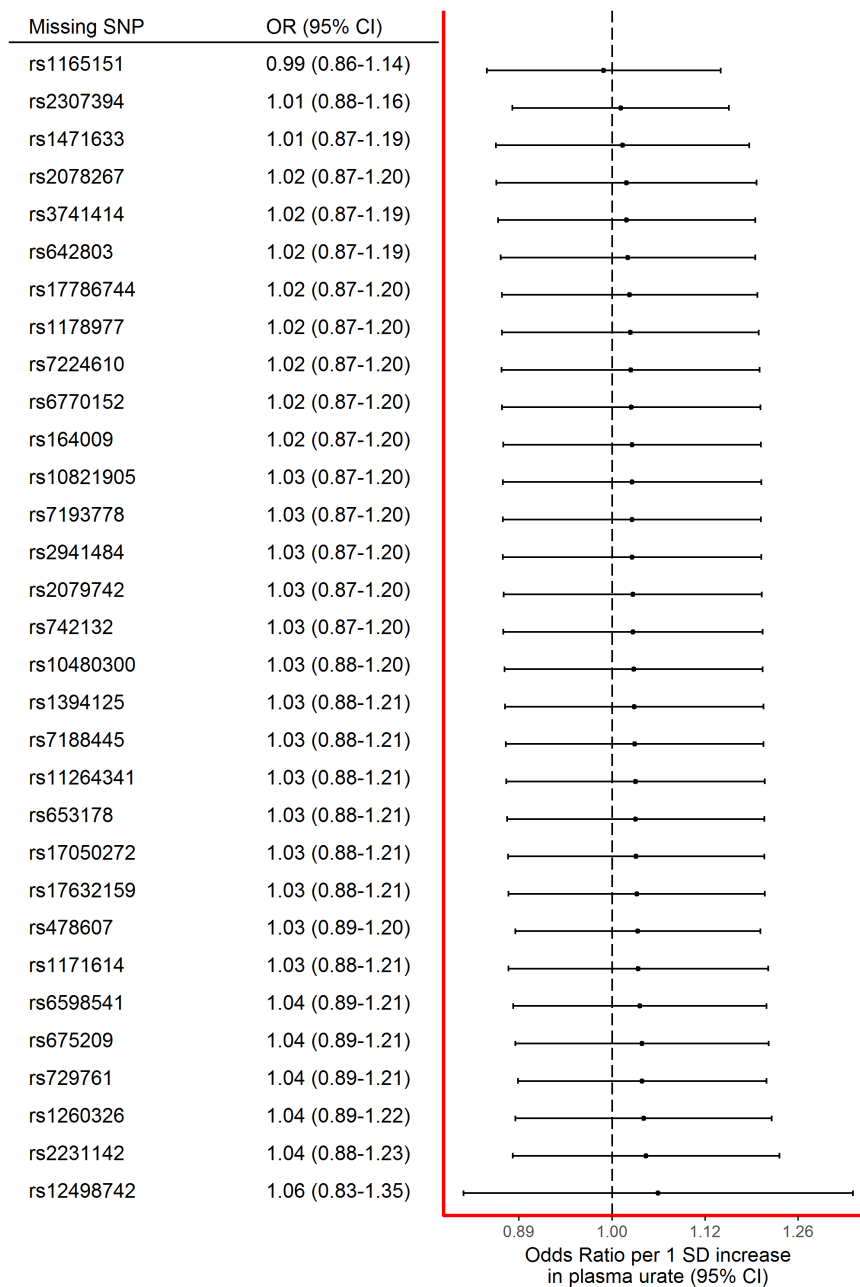 Missing SNP OR (95% CI)
rs1165151 0.99 (0.86-1.14)
rs2307394 1.01 (0.88-1.16)
rs1471633 1.01 (0.87-1.19)
rs2078267 1.02 (0.87-1.20)
rs3741414 1.02 (0.87-1.19)
rs642803 1.02 (0.87-1.19)
rs17786744 1.02 (0.87-1.20)
rs1178977 1.02 (0.87-1.20)
rs7224610 1.02 (0.87-1.20)
rs6770152 1.02 (0.87-1.20)
rs164009 1.02 (0.87-1.20)
rs10821905 1.03 (0.87-1.20)
rs7193778 1.03 (0.87-1.20)
rs2941484 1.03 (0.87-1.20)
rs2079742 1.03 (0.87-1.20)
rs742132 1.03 (0.87-1.20)
rs10480300 1.03 (0.88-1.20)
rs1394125 1.03 (0.88-1.21)
rs7188445 1.03 (0.88-1.21)
rs11264341 1.03 (0.88-1.21)
rs653178 1.03 (0.88-1.21)
rs17050272 1.03 (0.88-1.21)
rs17632159 1.03 (0.88-1.21)
rs478607 1.03 (0.89-1.20)
rs1171614 1.03 (0.88-1.21)
rs6598541 1.04 (0.89-1.21)
rs675209 1.04 (0.89-1.21)
rs729761 1.04 (0.89-1.21)
rs1260326 1.04 (0.89-1.22)
rs2231142 1.04 (0.88-1.23)
rs12498742 1.06 (0.83-1.35)
0.89 1.00 1.12 1.26
Odds Ratio per 1 SD increase
in plasma urate (95% CI)